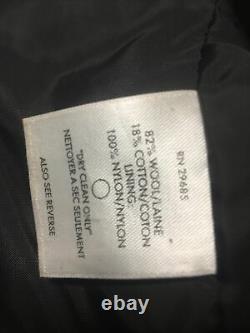 RN 29685
82% WOOL/LAINE
18% COTTON/COTON
LINING:
100% NYLON/NYLON
"DRY CLEAN ONLY"
NETTOYER A SEC SEULEMENT
ALSO SEE REVERSE
ebay